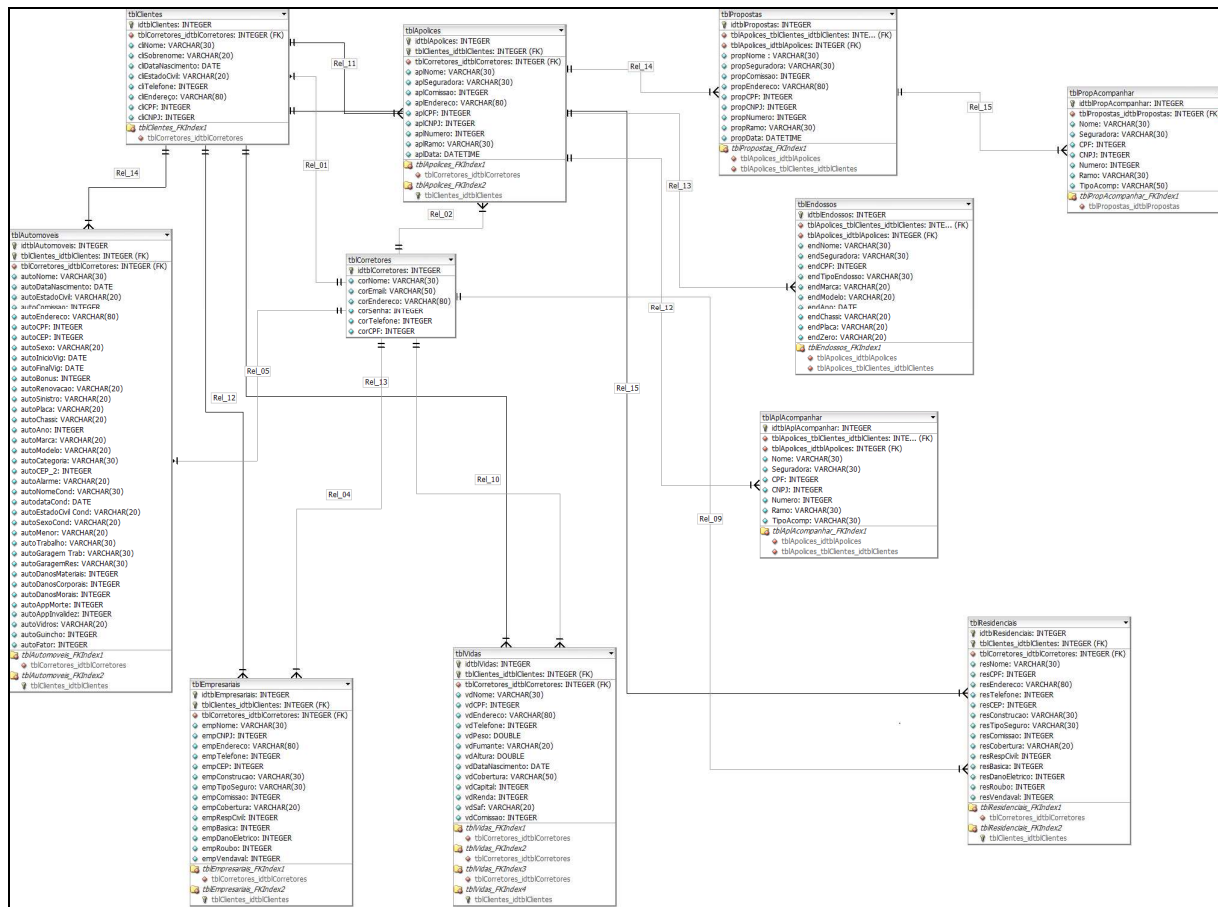 tblClientes
idtblClientes: INTEGER
tblCorretores_idtblCorretores: INTEGER (FK)
cliNome: VARCHAR(30)
cliSobrenome: VARCHAR(20)
cliDataNascimento: DATE
cliEstadoCivil: VARCHAR(20)
cliTelefone: INTEGER
cliEndereço: VARCHAR(80)
cliCPF: INTEGER
cliCNPJ: INTEGER
tblClientes_FKIndex1
tblCorretores_idtblCorretores
tblApolices
idtblApolices: INTEGER
tblClientes_idtblClientes: INTEGER (FK)
tblCorretores_idtblCorretores: INTEGER (FK)
aplNome: VARCHAR(30)
aplSeguradora: VARCHAR(30)
aplComissao: INTEGER
aplEndereco: VARCHAR(80)
aplCPF: INTEGER
aplCNPJ: INTEGER
aplNumero: INTEGER
aplRamo: VARCHAR(30)
aplData: DATETIME
tblApolices_FKIndex1
tblCorretores_idtblCorretores
tblApolices_FKIndex2
tblClientes_idtblClientes
tblPropostas
idtblPropostas: INTEGER
tblApolices_tblClientes_idtblClientes: INTE... (FK)
tblApolices_idtblApolices: INTEGER (FK)
propNome : VARCHAR(30)
propSeguradora: VARCHAR(30)
propComissao: INTEGER
propEndereço: VARCHAR(80)
propCPF: INTEGER
propCNPJ: INTEGER
propNumero: INTEGER
propRamo: VARCHAR(30)
propData: DATETIME
tblPropostas_FKIndex1
tblApolices_idtblApolices
tblApolices_tblClientes_idtblClientes
tblPropAcompanhar
idtblPropAcompanhar: INTEGER
tblPropostas_idtblPropostas: INTEGER (FK)
Nome: VARCHAR(30)
Seguradora: VARCHAR(30)
CPF: INTEGER
CNPJ: INTEGER
Numero: INTEGER
Ramo: VARCHAR(30)
TipoAcomp: VARCHAR(50)
tblPropAcompanhar_FKIndex1
tblPropostas_idtblPropostas
Rel_11
Rel_14
Rel_15
Rel_01
Rel_14
Rel_13
Rel_02
tblEndossos
idtblEndossos: INTEGER
tblApolices_tblClientes_idtblClientes: INTE... (FK)
tblApolices_idtblApolices: INTEGER (FK)
endNome: VARCHAR(30)
endSeguradora: VARCHAR(30)
endCPF: INTEGER
endTipoEndosso: VARCHAR(30)
endMarca: VARCHAR(20)
endModelo: VARCHAR(20)
endAno: DATE
endChassi: VARCHAR(20)
endPlaca: VARCHAR(20)
endZero: VARCHAR(20)
tblEndossos_FKIndex1
tblApolices_idtblApolices
tblApolices_tblClientes_idtblClientes
tblAutomoveis
idtblAutomoveis: INTEGER
tblClientes_idtblClientes: INTEGER (FK)
tblCorretores_idtblCorretores: INTEGER (FK)
autoNome: VARCHAR(30)
autoDataNascimento: DATE
autoEstadoCivil: VARCHAR(20)
autoComissao: INTEGER
autoEndereco: VARCHAR(80)
autoCPF: INTEGER
autoCEP: INTEGER
autoSexo: VARCHAR(20)
autoInicioVig: DATE
autoFinalVig: DATE
autoBonus: INTEGER
autoRenovacao: VARCHAR(20)
autoSinistro: VARCHAR(20)
autoPlaca: VARCHAR(20)
autoChassi: VARCHAR(20)
autoAno: INTEGER
autoMarca: VARCHAR(20)
autoModelo: VARCHAR(20)
autoCategoria: VARCHAR(30)
autoCEP_2: INTEGER
autoAlarme: VARCHAR(20)
autoNomeCond: VARCHAR(30)
autodataCond: DATE
autoEstadoCivil Cond: VARCHAR(20)
autoSexoCond: VARCHAR(20)
autoMenor: VARCHAR(20)
autoTrabalho: VARCHAR(30)
autoGaragem Trab: VARCHAR(30)
autoGaragemRes: VARCHAR(30)
autoDanosMateriais: INTEGER
autoDanosCorporais: INTEGER
autoDanosMorais: INTEGER
autoAppMorte: INTEGER
autoAppInvalidez: INTEGER
autoVidros: VARCHAR(20)
autoGuincho: INTEGER
autoFator: INTEGER
tblAutomoveis_FKIndex1
tblCorretores_idtblCorretores
tblAutomoveis_FKIndex2
tblClientes_idtblClientes
tblCorretores
idtblCorretores: INTEGER
corNome: VARCHAR(30)
corEmail: VARCHAR(50)
corEndereco: VARCHAR(80)
corSenha: INTEGER
corTelefone: INTEGER
corCPF: INTEGER
Rel_12
Rel_05
Rel_13
Rel_12
Rel_15
Rel_09
Rel_10
Rel_04
tblAplAcompanhar
idtblAplAcompanhar: INTEGER
tblApolices_tblClientes_idtblClientes: INTE... (FK)
tblApolices_idtblApolices: INTEGER (FK)
Nome: VARCHAR(30)
Seguradora: VARCHAR(30)
CPF: INTEGER
CNPJ: INTEGER
Numero: INTEGER
Ramo: VARCHAR(30)
TipoAcomp: VARCHAR(30)
tblAplAcompanhar_FKIndex1
tblApolices_idtblApolices
tblApolices_tblClientes_idtblClientes
tblEmpresariais
idtblEmpresariais: INTEGER
tblClientes_idtblClientes: INTEGER (FK)
tblCorretores_idtblCorretores: INTEGER (FK)
empNome: VARCHAR(30)
empCNPJ: INTEGER
empEndereco: VARCHAR(80)
empTelefone: INTEGER
empCEP: INTEGER
empConstrucao: VARCHAR(30)
empTipoSeguro: VARCHAR(30)
empComissao: INTEGER
empCobertura: VARCHAR(20)
empRespCivil: INTEGER
empBasica: INTEGER
empDanoEletrico: INTEGER
empRoubo: INTEGER
empVendaval: INTEGER
tblEmpresariais_FKIndex1
tblCorretores_idtblCorretores
tblEmpresariais_FKIndex2
tblClientes_idtblClientes
tblVidas
idtblVidas: INTEGER
tblClientes_idtblClientes: INTEGER (FK)
tblCorretores_idtblCorretores: INTEGER (FK)
vdNome: VARCHAR(30)
vdCPF: INTEGER
vdEndereco: VARCHAR(80)
vdTelefone: INTEGER
vdPeso: DOUBLE
vdFumante: VARCHAR(20)
vdAltura: DOUBLE
vdDataNascimento: DATE
vdCobertura: VARCHAR(50)
vdCapital: INTEGER
vdRenda: INTEGER
vdSaf: VARCHAR(20)
vdComissao: INTEGER
tblVidas_FKIndex1
tblCorretores_idtblCorretores
tblVidas_FKIndex2
tblCorretores_idtblCorretores
tblVidas_FKIndex3
tblCorretores_idtblCorretores
tblVidas_FKIndex4
tblClientes_idtblClientes
tblResidenciais
idtblResidenciais: INTEGER
tblClientes_idtblClientes: INTEGER (FK)
tblCorretores_idtblCorretores: INTEGER (FK)
resNome: VARCHAR(30)
resCPF: INTEGER
resEndereco: VARCHAR(80)
resTelefone: INTEGER
resCEP: INTEGER
resConstrucao: VARCHAR(30)
resTipoSeguro: VARCHAR(30)
resComissao: INTEGER
resCobertura: VARCHAR(20)
resRespCivil: INTEGER
resBasica: INTEGER
resDanoEletrico: INTEGER
resRoubo: INTEGER
resVendaval: INTEGER
tblResidenciais_FKIndex1
tblCorretores_idtblCorretores
tblResidenciais_FKIndex2
tblClientes_idtblClientes